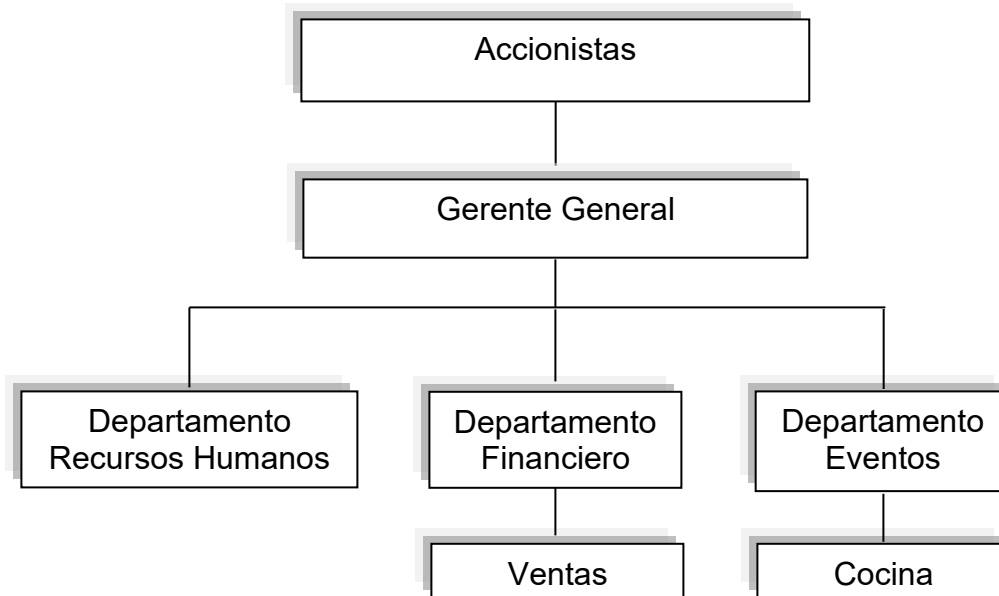 Accionistas
Gerente General
Departamento
Recursos Humanos
Departamento
Financiero
Departamento
Eventos
Ventas
Cocina